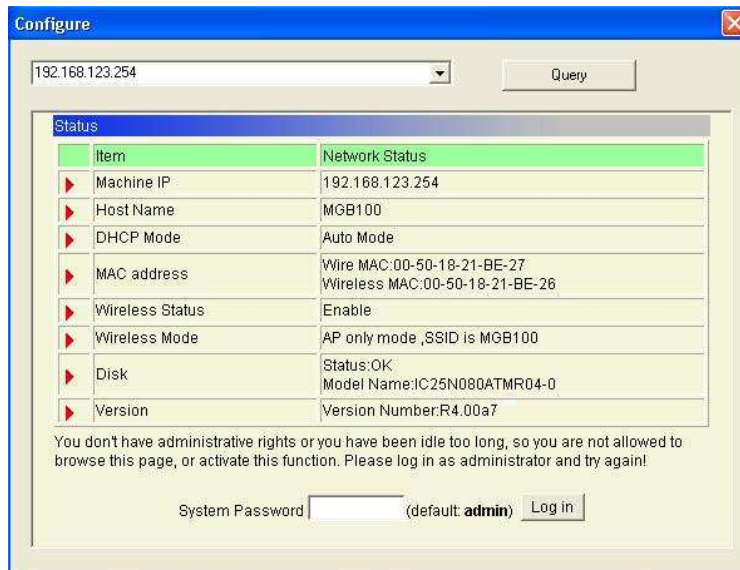 Configure
192.168.123.254
Query
Status
Item Network Status
Machine IP 192.168.123.254
Host Name MGB100
DHCP Mode Auto Mode
MAC address Wire MAC:00-50-18-21-BE-27
Wireless MAC:00-50-18-21-BE-26
Wireless Status Enable
Wireless Mode AP only mode ,SSID is MGB100
Disk Status:OK
Model Name:IC25N080ATMR04-0
Version Version Number:R4.00a7
You don't have administrative rights or you have been idle too long, so you are not allowed to
browse this page, or activate this function. Please log in as administrator and try again!
System Password (default: admin) Log in